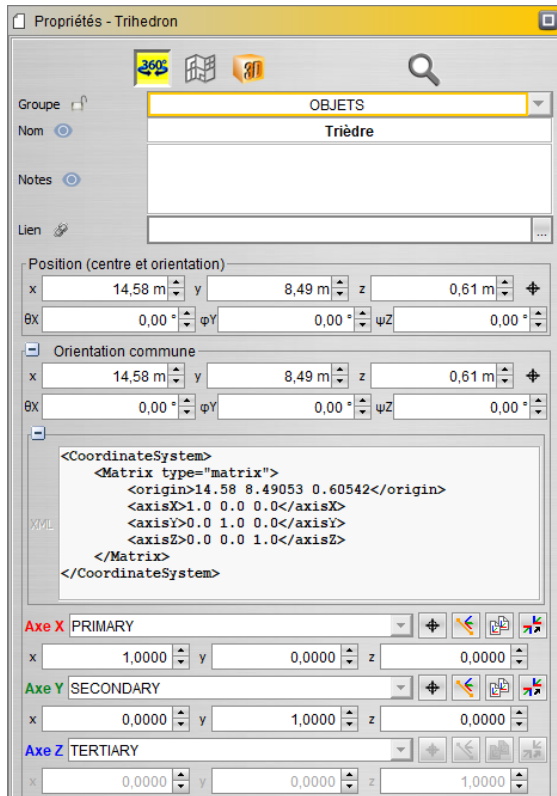 Propriétés - Trihedron
360° 3D
Groupe OBJETS
Nom Trièdre
Notes
Lien ...
Position (centre et orientation)
x 14,58 m y 8,49 m z 0,61 m
θX 0,00 ° φY 0,00 ° ψZ 0,00 °
Orientation commune
x 14,58 m y 8,49 m z 0,61 m
θX 0,00 ° φY 0,00 ° ψZ 0,00 °
XML
<CoordinateSystem>
<Matrix type="matrix">
<origin>14.58 8.49053 0.60542</origin>
<axisX>1.0 0.0 0.0</axisX>
<axisY>0.0 1.0 0.0</axisY>
<axisZ>0.0 0.0 1.0</axisZ>
</Matrix>
</CoordinateSystem>
Axe X PRIMARY
x 1,0000 y 0,0000 z 0,0000
Axe Y SECONDARY
x 0,0000 y 1,0000 z 0,0000
Axe Z TERTIARY
x 0,0000 y 0,0000 z 1,0000